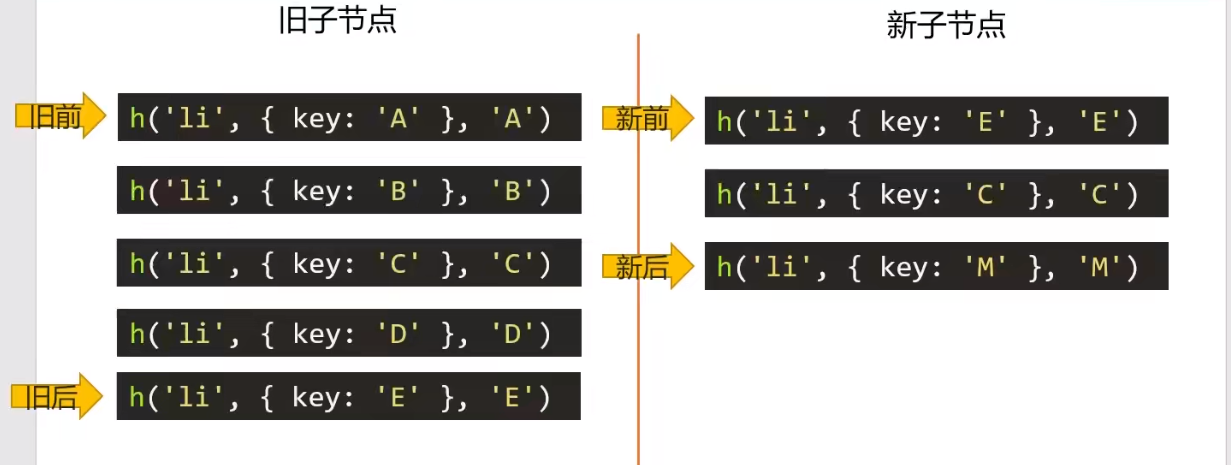 旧子节点
新子节点
旧前
h('li', { key: 'A' }, 'A')
新前
h('li', { key: 'E' }, 'E')
h('li', { key: 'B' }, 'B')
h('li', { key: 'C' }, 'C')
h('li', { key: 'C' }, 'C')
新后
h('li', { key: 'M' }, 'M')
h('li', { key: 'D' }, 'D')
旧后
h('li', { key: 'E' }, 'E')